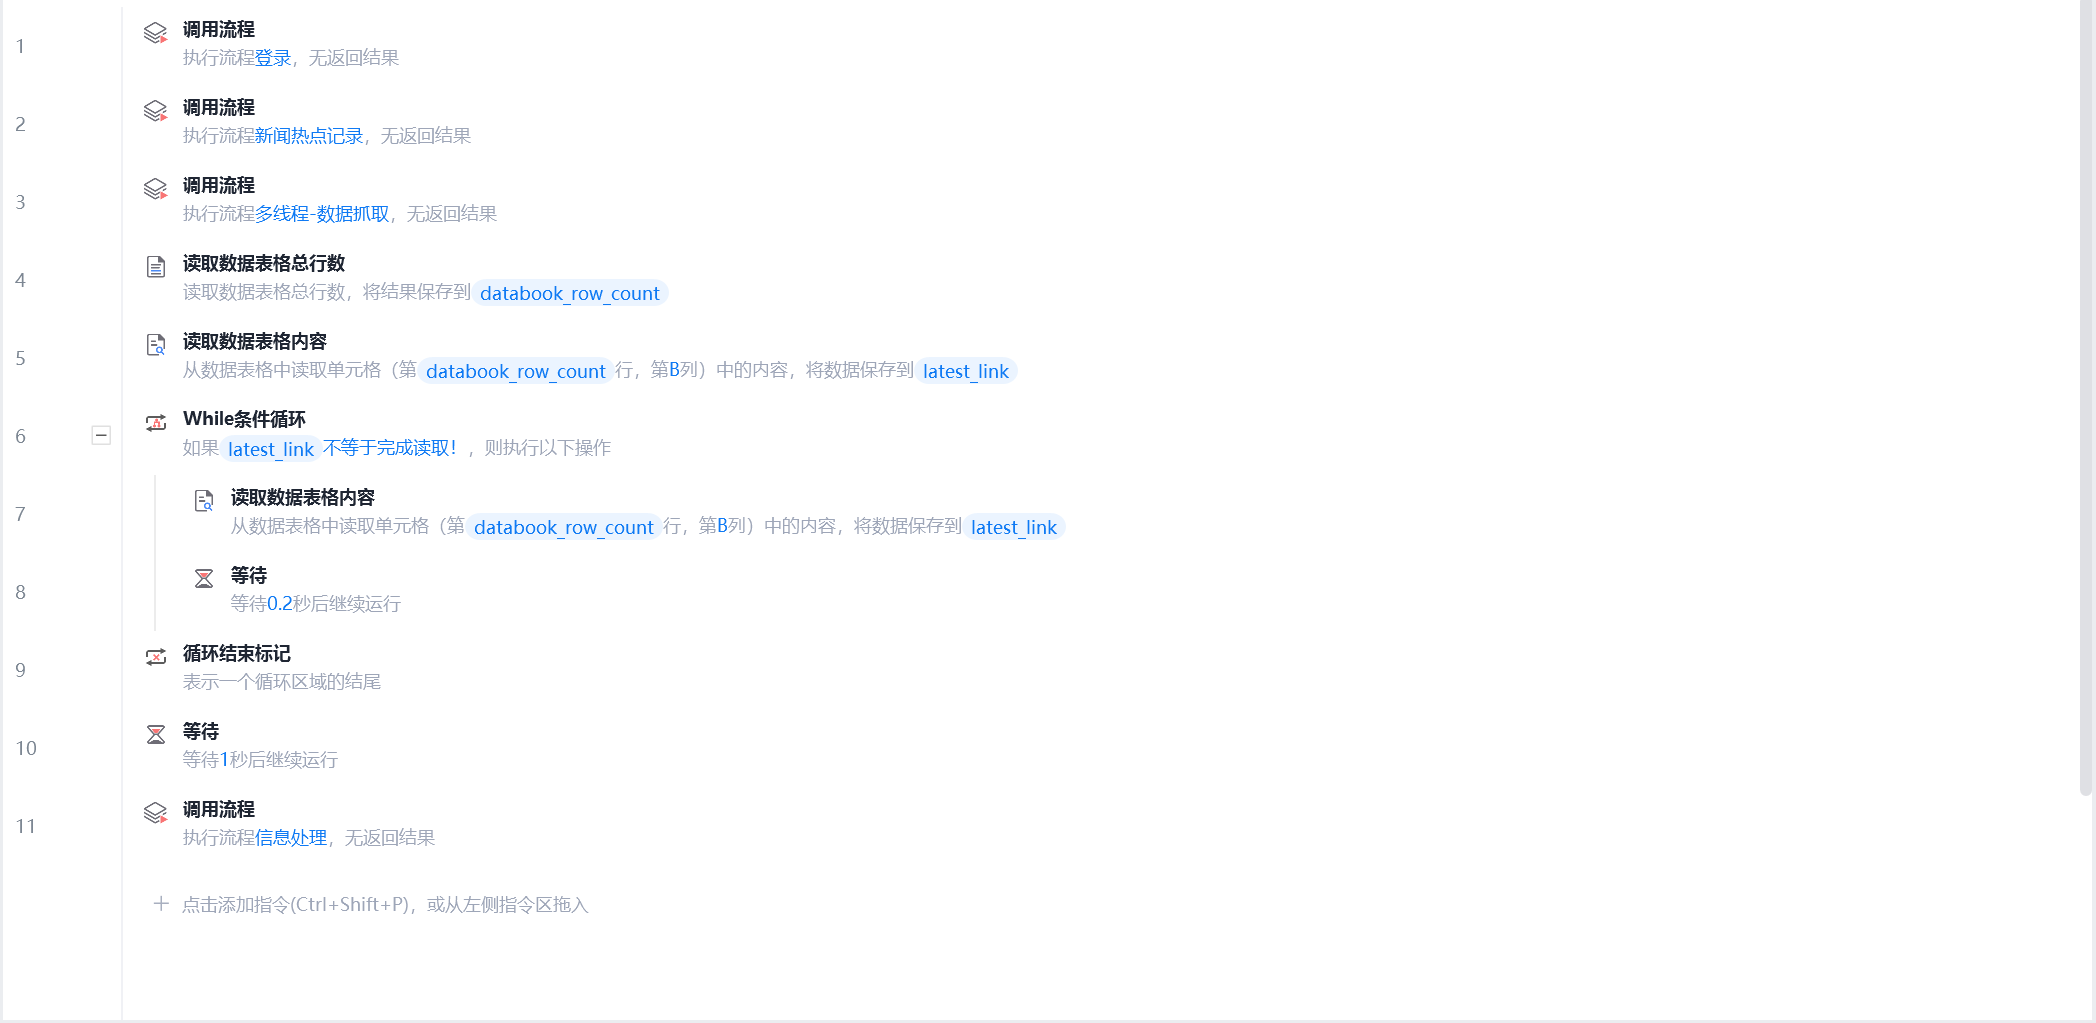 1
调用流程
执行流程登录，无返回结果
2
调用流程
执行流程新闻热点记录，无返回结果
3
调用流程
执行流程多线程-数据抓取，无返回结果
4
读取数据表格总行数
读取数据表格总行数，将结果保存到 databook_row_count
5
读取数据表格内容
从数据表格中读取单元格（第 databook_row_count 行，第B列）中的内容，将数据保存到 latest_link
6
While条件循环
如果 latest_link 不等于完成读取！，则执行以下操作
7
读取数据表格内容
从数据表格中读取单元格（第 databook_row_count 行，第B列）中的内容，将数据保存到 latest_link
8
等待
等待0.2秒后继续运行
9
循环结束标记
表示一个循环区域的结尾
10
等待
等待1秒后继续运行
11
调用流程
执行流程信息处理，无返回结果
点击添加指令(Ctrl+Shift+P)，或从左侧指令区拖入